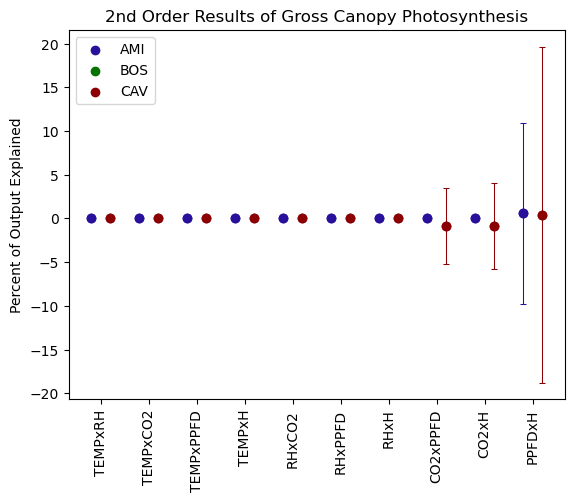 2nd Order Results of Gross Canopy Photosynthesis
AMI
BOS
CAV
Percent of Output Explained
20
15
10
5
0
−5
−10
−15
−20
TEMPxRH
TEMPxCO2
TEMPxPPFD
TEMPxH
RHxCO2
RHxPPFD
RHxH
CO2xPPFD
CO2xH
PPFDxH